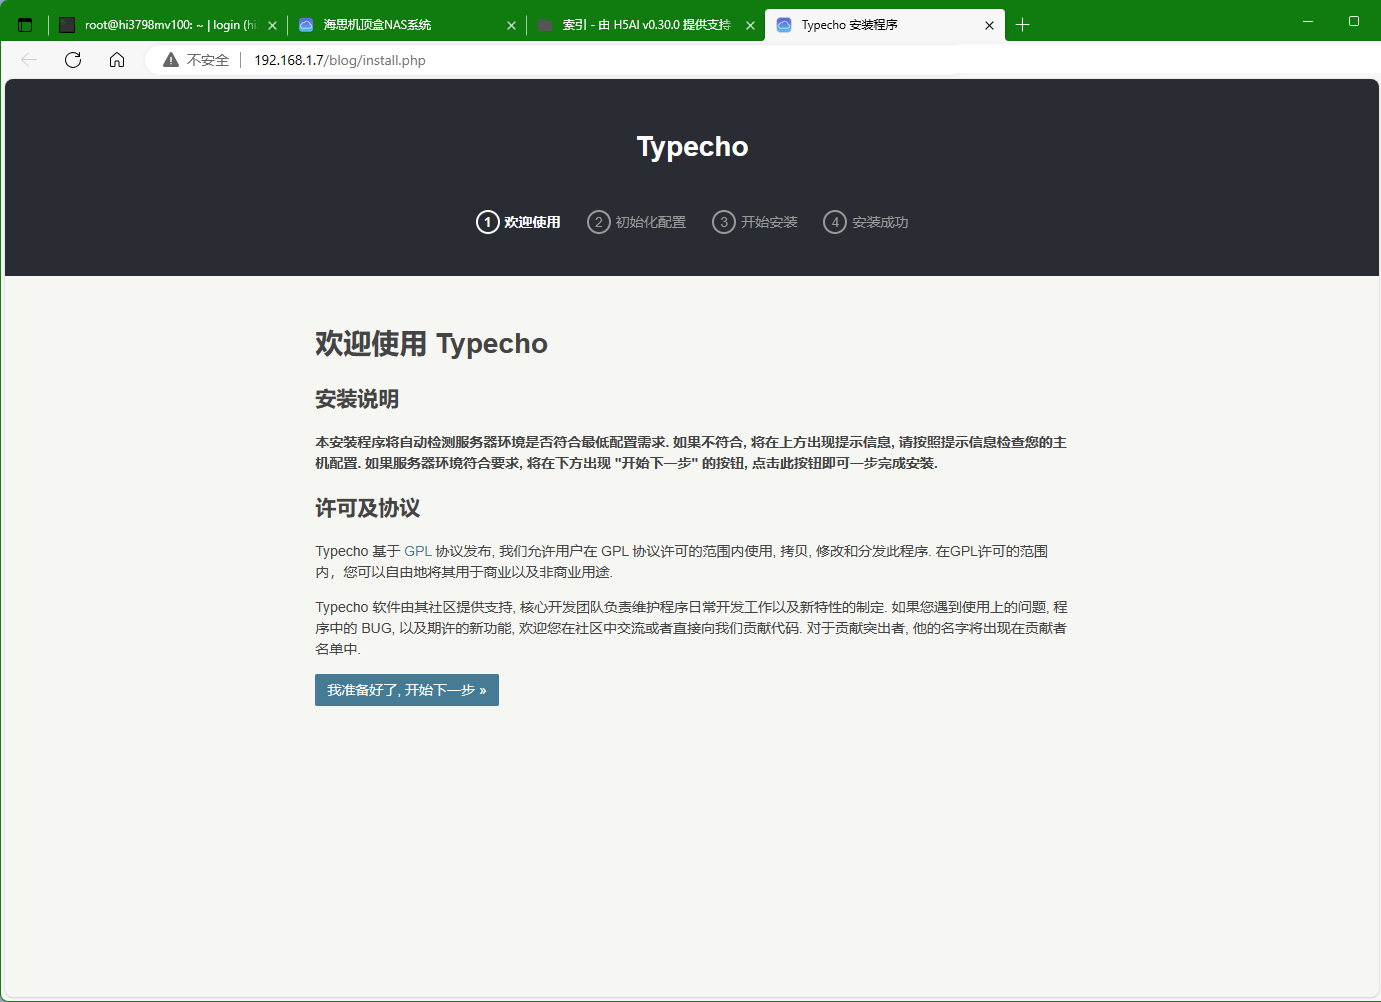 root@hi3798mv100: ~ | login (hi
海思机顶盒NAS系统
索引 - 由 H5AI v0.30.0 提供支持
Typecho 安装程序
不安全
192.168.1.7/blog/install.php
Typecho
1 欢迎使用
2 初始化配置
3 开始安装
4 安装成功
欢迎使用 Typecho
安装说明
本安装程序将自动检测服务器环境是否符合最低配置需求. 如果不符合, 将在上方出现提示信息, 请按照提示信息检查您的主
机配置. 如果服务器环境符合要求, 将在下方出现 "开始下一步" 的按钮, 点击此按钮即可一步完成安装.
许可及协议
Typecho 基于 GPL 协议发布, 我们允许用户在 GPL 协议许可的范围内使用, 拷贝, 修改和分发此程序. 在GPL许可的范围
内，您可以自由地将其用于商业以及非商业用途.
Typecho 软件由其社区提供支持, 核心开发团队负责维护程序日常开发工作以及新特性的制定. 如果您遇到使用上的问题, 程
序中的 BUG, 以及期许的新功能, 欢迎您在社区中交流或者直接向我们贡献代码. 对于贡献突出者, 他的名字将出现在贡献者
名单中.
我准备好了, 开始下一步 »